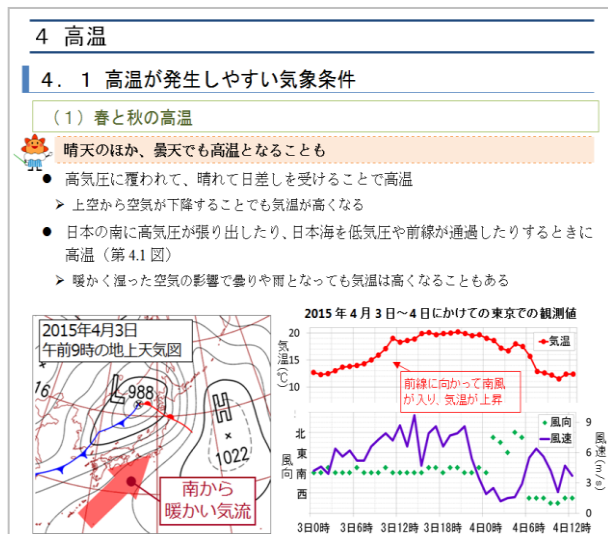 4 高温
4．1 高温が発生しやすい気象条件
（1）春と秋の高温
晴天のほか、曇天でも高温となることも
● 高気圧に覆われて、晴れて日差しを受けることで高温
➢ 上空から空気が下降することでも気温が高くなる
● 日本の南に高気圧が張り出したり、日本海を低気圧や前線が通過したりするときに
高温（第 4.1 図）
➢ 暖かく湿った空気の影響で曇りや雨となっても気温は高くなることもある
2015年4月3日
午前9時の地上天気図
16
L
988
H
1022
南から
暖かい気流
2015 年 4 月 3 日～4 日にかけての東京での観測値
気温(℃)
20
15
10
気温
前線に向かって南風
が入り、気温が上昇
風向
北
東
南
西
風向
風速
9
6
3
0
風速(m/s)
3日0時 3日6時 3日12時 3日18時 4日0時 4日6時 4日12時